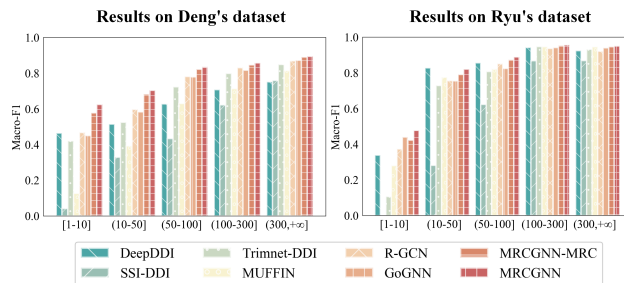 Results on Deng's dataset
Results on Ryu's dataset
Macro-F1
1.0
0.8
0.6
0.4
0.2
0.0
[1-10] (10-50] (50-100] (100-300] (300,+∞]
Macro-F1
1.0
0.8
0.6
0.4
0.2
0.0
[1-10] (10-50] (50-100] (100-300] (300,+∞]
DeepDDI Trimnet-DDI R-GCN MRCGNN-MRC
SSI-DDI MUFFIN GoGNN MRCGNN